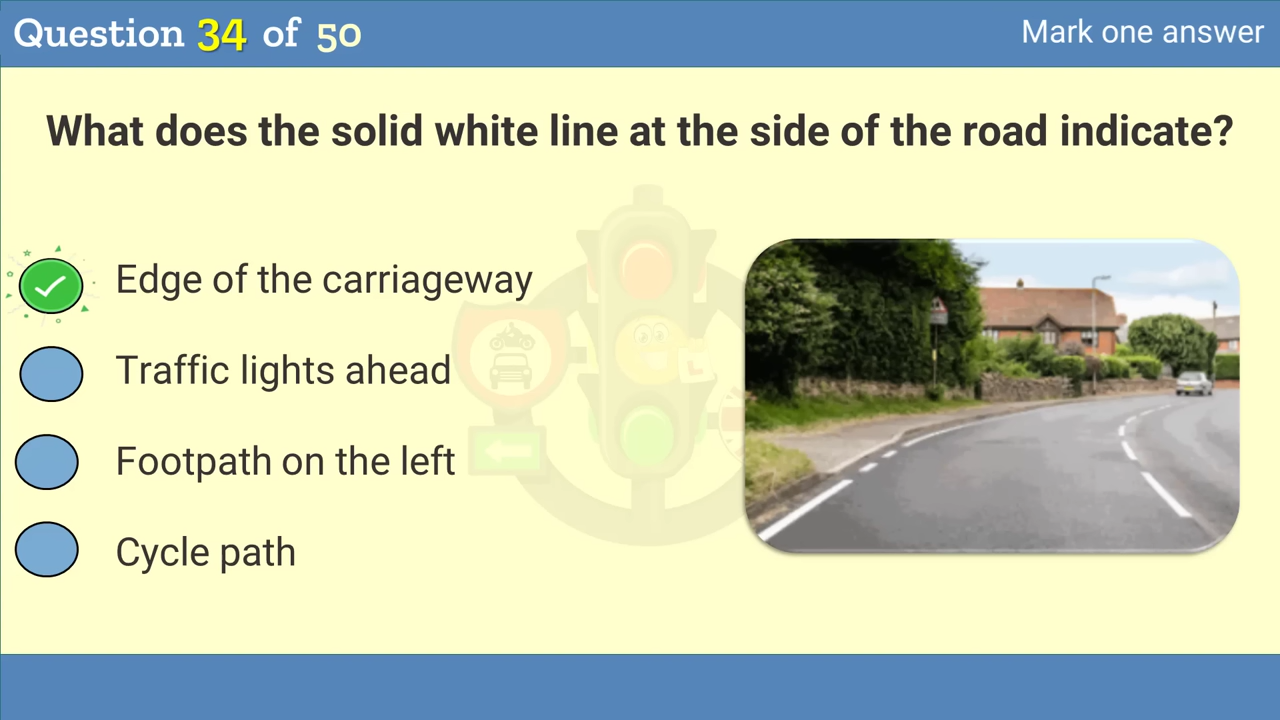 Question 34 of 50
Mark one answer
What does the solid white line at the side of the road indicate?
Edge of the carriageway
Traffic lights ahead
Footpath on the left
Cycle path
L